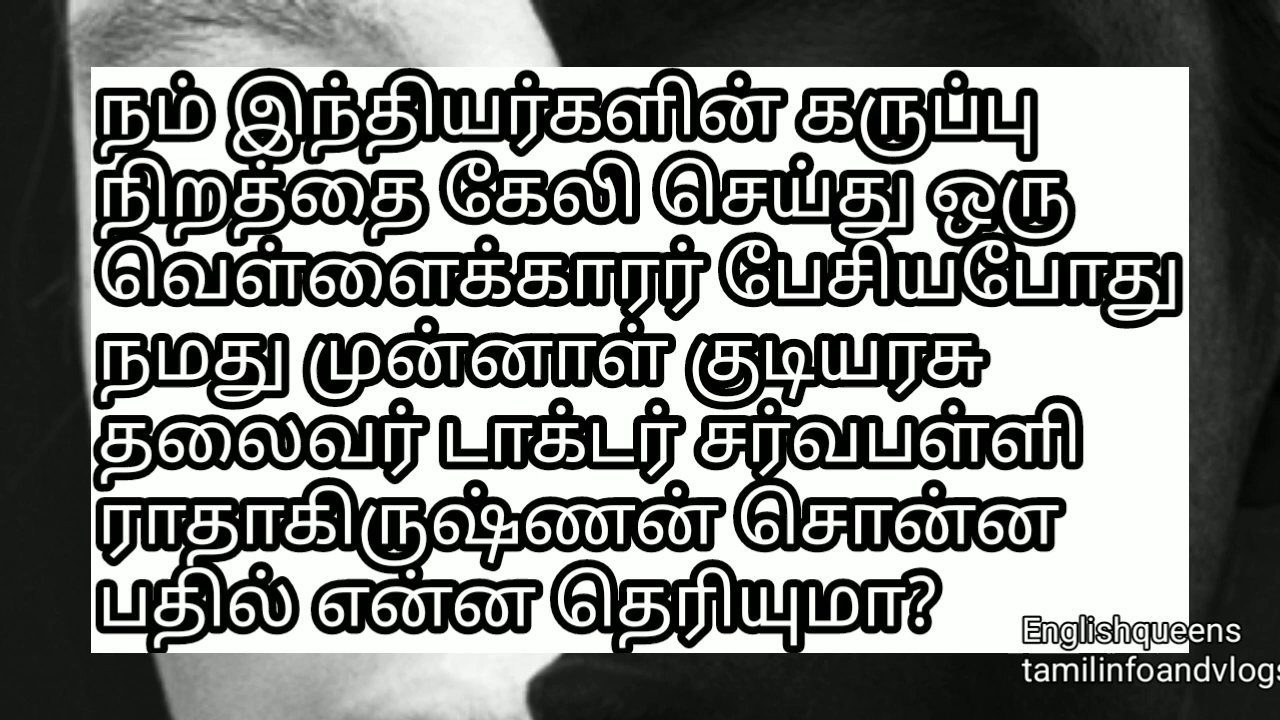 நம் இந்தியர்களின் கருப்பு
நிறத்தை கேலி செய்து ஒரு
வெள்ளைக்காரர் பேசியபோது
நமது முன்னாள் குடியரசு
தலைவர் டாக்டர் சர்வபள்ளி
ராதாகிருஷ்ணன் சொன்ன
பதில் என்ன தெரியுமா?
Englishqueens
tamilinfoandvlogs